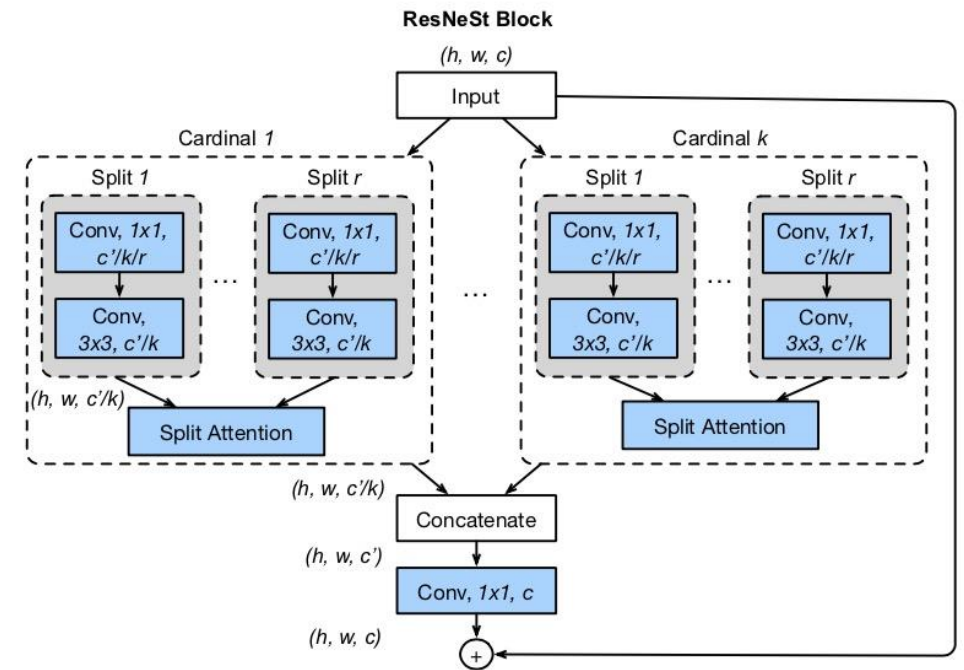 ResNeSt Block
(h, w, c)
Input
Cardinal 1
Cardinal k
Split 1
Split r
Split 1
Split r
Conv, 1x1,
c’/k/r
Conv, 1x1,
c’/k/r
Conv, 1x1,
c’/k/r
Conv, 1x1,
c’/k/r
...
...
...
Conv,
3x3, c’/k
Conv,
3x3, c’/k
Conv,
3x3, c’/k
Conv,
3x3, c’/k
(h, w, c’/k)
Split Attention
Split Attention
(h, w, c’/k)
Concatenate
(h, w, c’)
Conv, 1x1, c
(h, w, c)
+